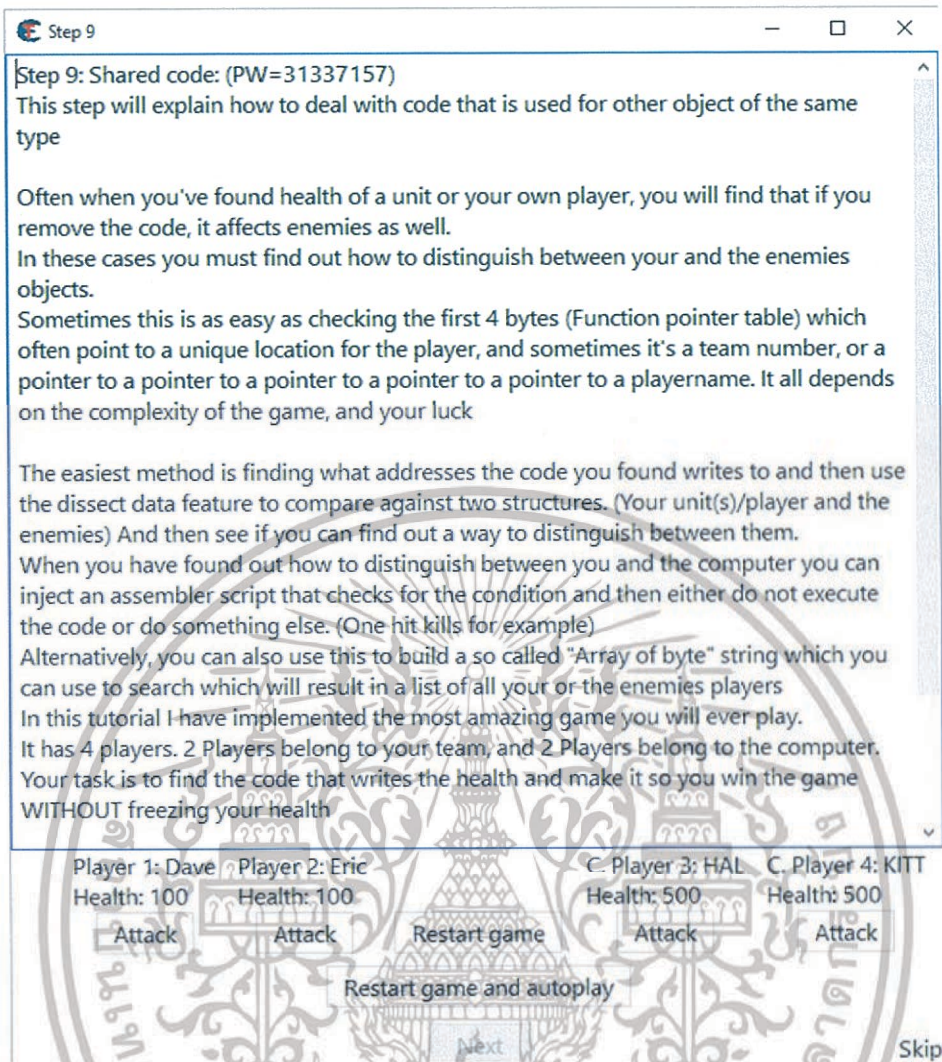 Step 9
Step 9: Shared code: (PW=31337157)
This step will explain how to deal with code that is used for other object of the same
type
Often when you've found health of a unit or your own player, you will find that if you
remove the code, it affects enemies as well.
In these cases you must find out how to distinguish between your and the enemies
objects.
Sometimes this is as easy as checking the first 4 bytes (Function pointer table) which
often point to a unique location for the player, and sometimes it's a team number, or a
pointer to a pointer to a pointer to a pointer to a pointer to a playername. It all depends
on the complexity of the game, and your luck
The easiest method is finding what addresses the code you found writes to and then use
the dissect data feature to compare against two structures. (Your unit(s)/player and the
enemies) And then see if you can find out a way to distinguish between them.
When you have found out how to distinguish between you and the computer you can
inject an assembler script that checks for the condition and then either do not execute
the code or do something else. (One hit kills for example)
Alternatively, you can also use this to build a so called "Array of byte" string which you
can use to search which will result in a list of all your or the enemies players
In this tutorial I have implemented the most amazing game you will ever play.
It has 4 players. 2 Players belong to your team, and 2 Players belong to the computer.
Your task is to find the code that writes the health and make it so you win the game
WITHOUT freezing your health
Player 1: Dave Player 2: Eric C. Player 3: HAL C. Player 4: KITT
Health: 100 Health: 100 Health: 500 Health: 500
Attack Attack Restart game Attack Attack
Restart game and autoplay
Next Skip